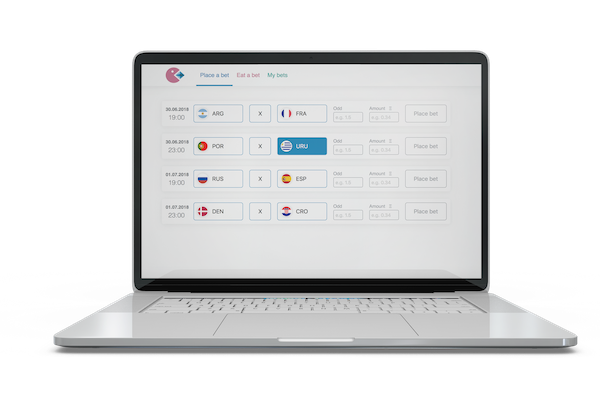 Place a bet Eat a bet My bets
30.06.2018 Odd Amount Σ
19:00 ARG X FRA e.g. 1.5 e.g. 0.04 Place bet
30.06.2018 Odd Amount Σ
23:00 POR X URU e.g. 1.5 e.g. 0.04 Place bet
01.07.2018 Odd Amount Σ
19:00 RUS X ESP e.g. 1.5 e.g. 0.04 Place bet
01.07.2018 Odd Amount Σ
23:00 DEN X CRO e.g. 1.5 e.g. 0.04 Place bet